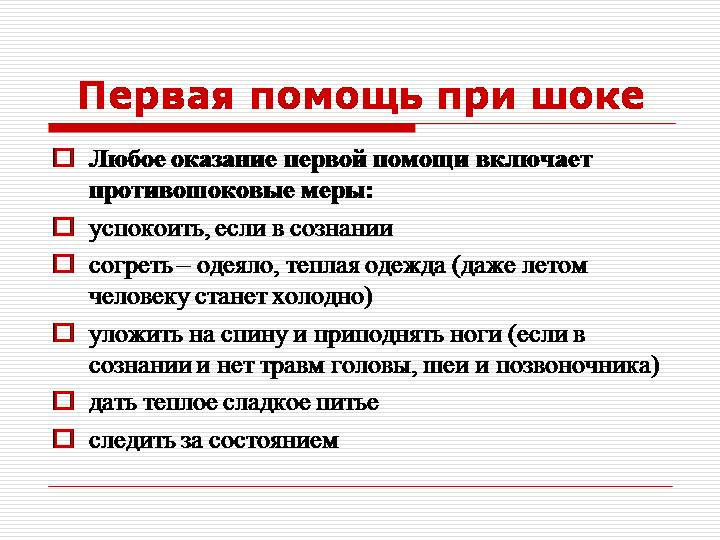 Первая помощь при шоке
Любое оказание первой помощи включает
противошоковые меры:
успокоить, если в сознании
согреть – одеяло, теплая одежда (даже летом
человеку станет холодно)
уложить на спину и приподнять ноги (если в
сознании и нет травм головы, шеи и позвоночника)
дать теплое сладкое питье
следить за состоянием